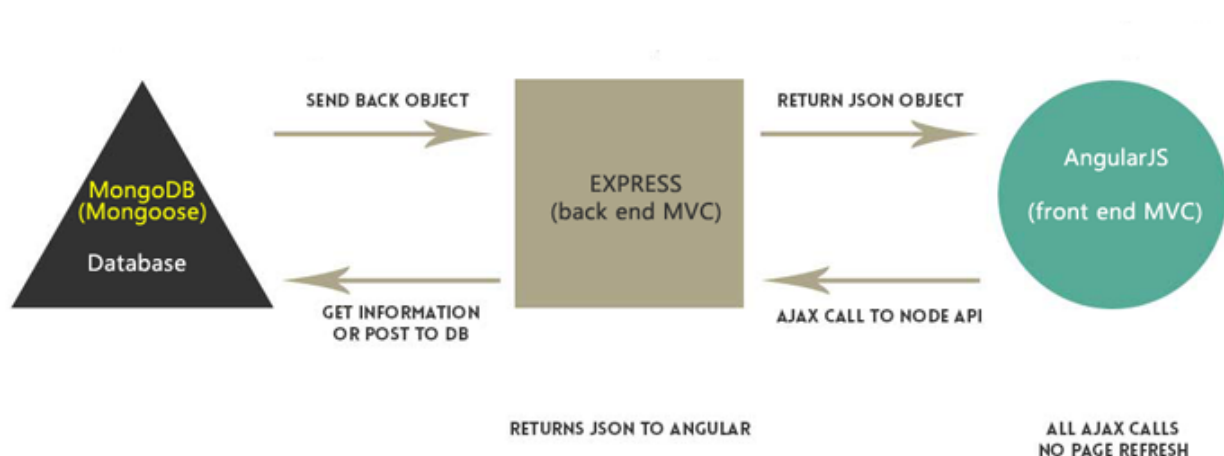 SEND BACK OBJECT
RETURN JSON OBJECT
MongoDB
(Mongoose)
Database
EXPRESS
(back end MVC)
AngularJS
(front end MVC)
GET INFORMATION
OR POST TO DB
AJAX CALL TO NODE API
RETURNS JSON TO ANGULAR
ALL AJAX CALLS
NO PAGE REFRESH